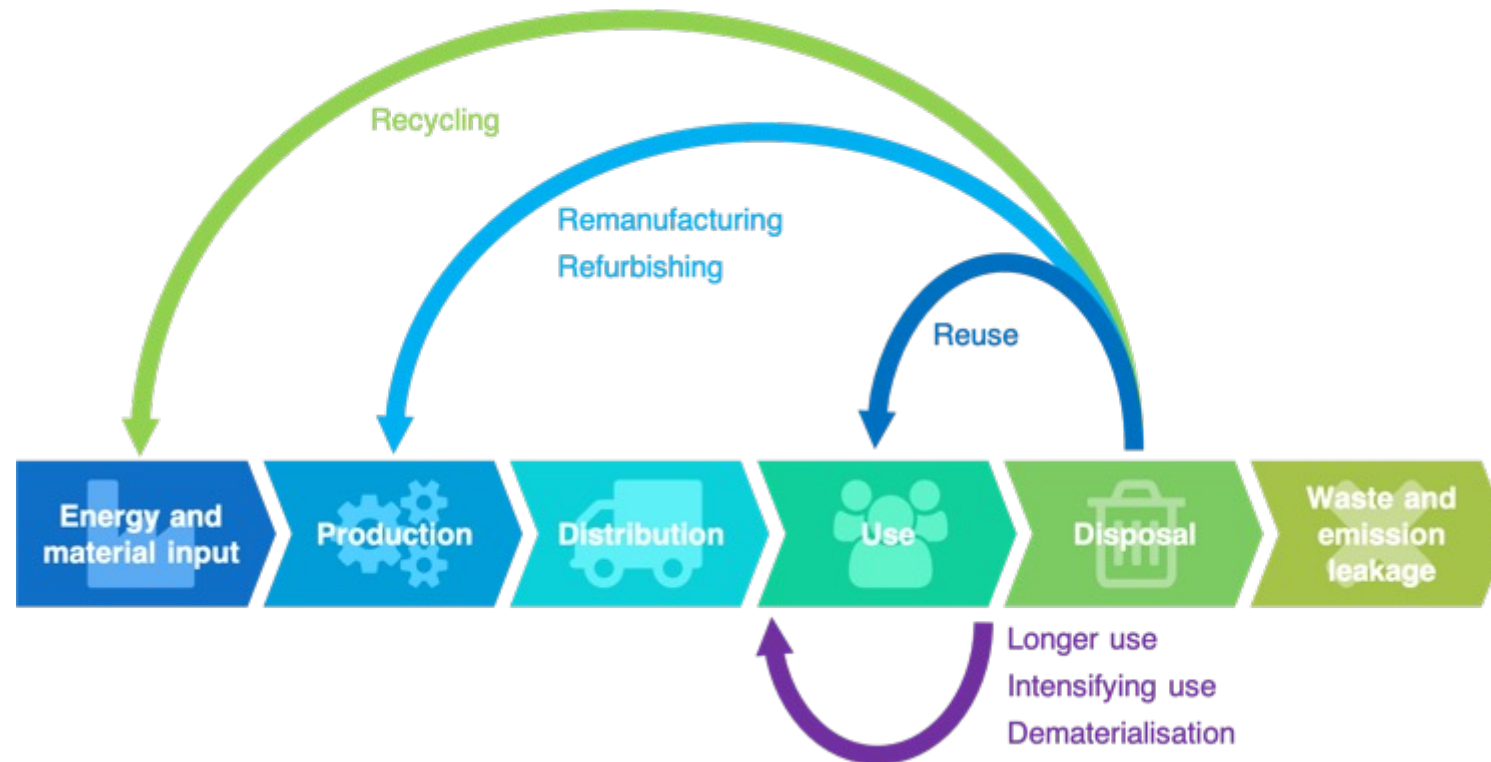 Recycling
Remanufacturing
Refurbishing
Reuse
Energy and
material input
Production
Distribution
Use
Disposal
Waste and
emission
leakage
Longer use
Intensifying use
Dematerialisation